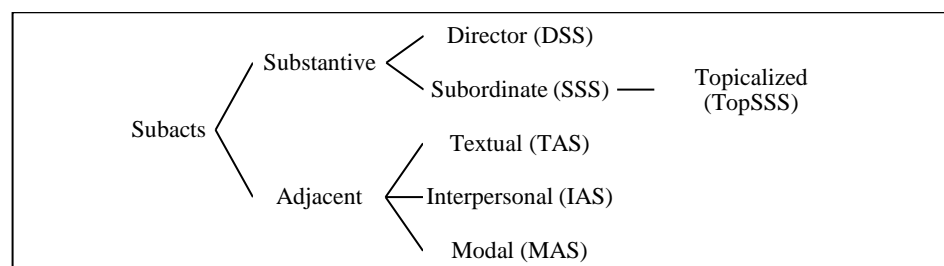 Director (DSS)
Substantive
Subordinate (SSS)
Topicalized
(TopSSS)
Subacts
Textual (TAS)
Adjacent
Interpersonal (IAS)
Modal (MAS)